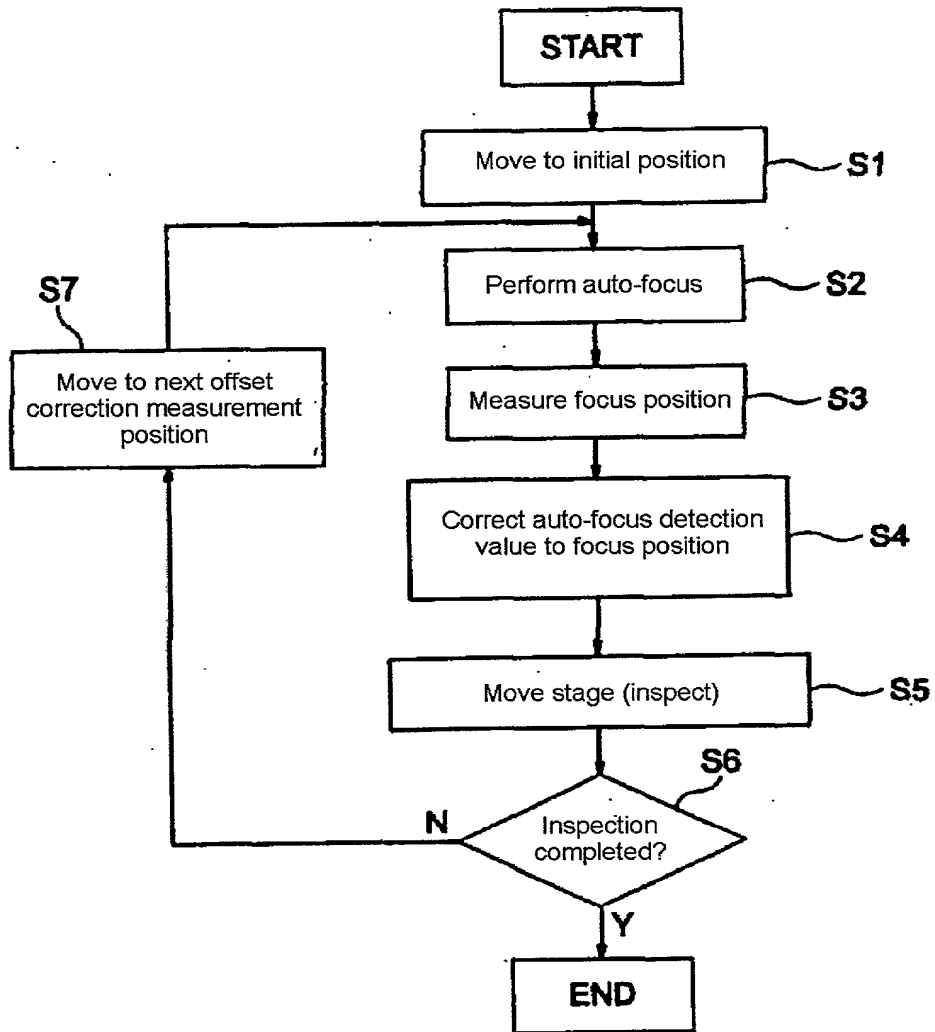 START
Move to initial position
S1
Perform auto-focus
S2
S7
Move to next offset
correction measurement
position
Measure focus position
S3
Correct auto-focus detection
value to focus position
S4
Move stage (inspect)
S5
S6
N
Inspection
completed?
Y
END